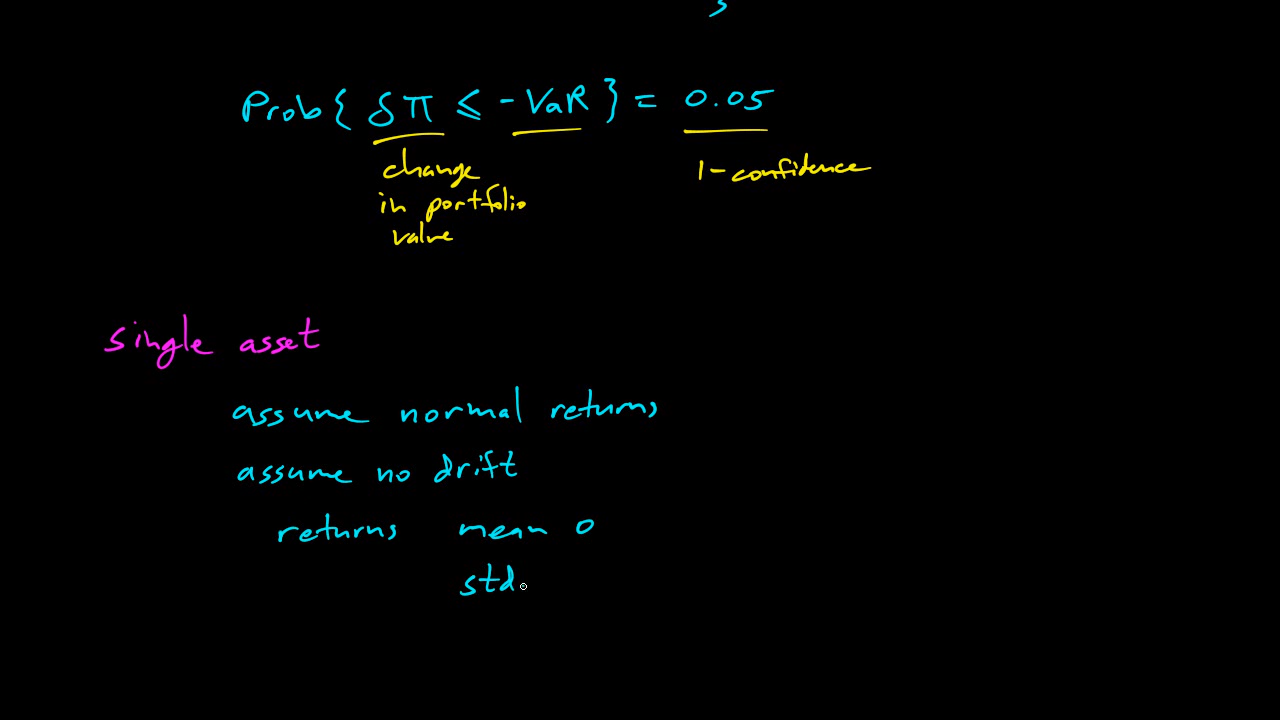 Prob{ δΠ ≤ -VaR } = 0.05
change
in portfolio
value
1-confidence
single asset
assume normal returns
assume no drift
returns mean 0
std